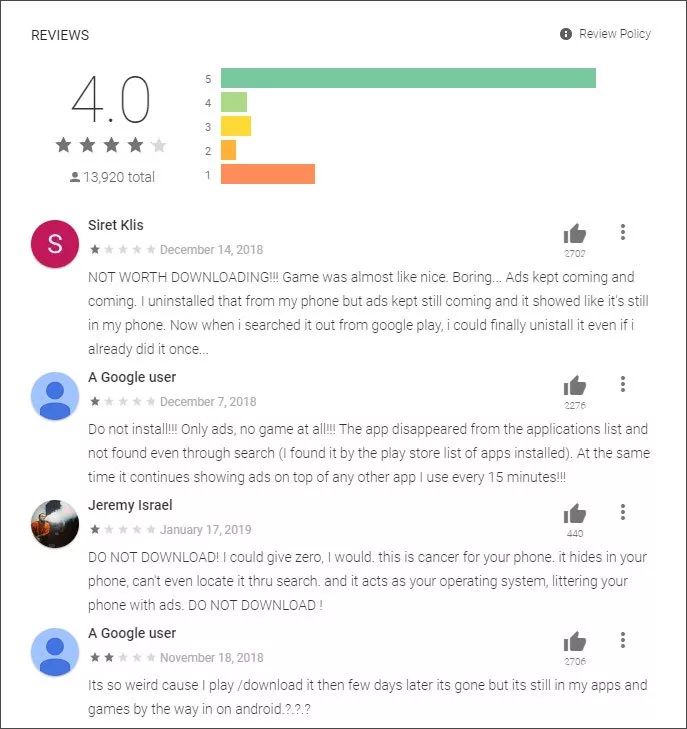 REVIEWS
Review Policy
4.0
13,920 total
5
4
3
2
1
S
Siret Klis
December 14, 2018
2702
NOT WORTH DOWNLOADING!!! Game was almost like nice. Boring... Ads kept coming and
coming. I uninstalled that from my phone but ads kept still coming and it showed like it's still
in my phone. Now when i searched it out from google play, i could finally unistall it even if i
already did it once...
A Google user
December 7, 2018
2276
Do not install!!! Only ads, no game at all!!! The app disappeared from the applications list and
not found even through search (I found it by the play store list of apps installed). At the same
time it continues showing ads on top of any other app I use every 15 minutes!!!
Jeremy Israel
January 17, 2019
440
DO NOT DOWNLOAD! I could give zero, I would. this is cancer for your phone. it hides in your
phone, can't even locate it thru search. and it acts as your operating system, littering your
phone with ads. DO NOT DOWNLOAD !
A Google user
November 18, 2018
2706
Its so weird cause I play /download it then few days later its gone but its still in my apps and
games by the way in on android.?.?.?